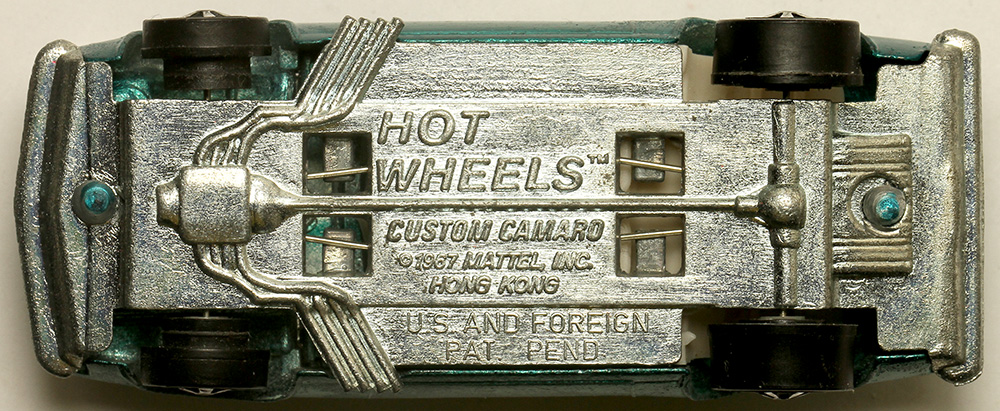 HOT
WHEELS™
CUSTOM CAMARO
©1967 MATTEL, INC.
HONG KONG
U.S. AND FOREIGN
PAT. PEND